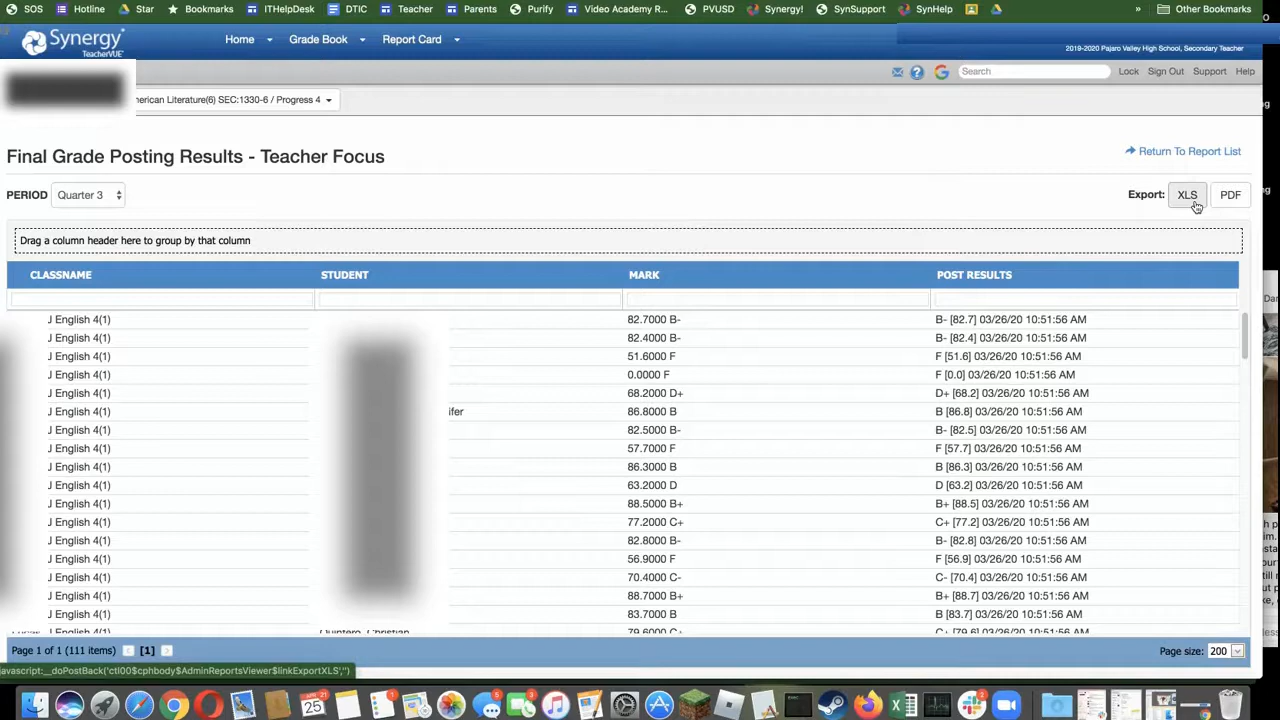 SOS Hotline Star Bookmarks ITHelpDesk DTIC Teacher Parents Purify Video Academy R... PVUSD Synergy! SynSupport SynHelp » Other Bookmarks
Synergy Home Grade Book Report Card
TeacherVUE
2019-2020 Pajaro Valley High School, Secondary Teacher
Search Lock Sign Out Support Help
merican Literature(6) SEC:1330-6 / Progress 4
Final Grade Posting Results - Teacher Focus
Return To Report List
PERIOD Quarter 3 Export: XLS PDF
Drag a column header here to group by that column
CLASSNAME STUDENT MARK POST RESULTS
J English 4(1) 82.7000 B- B- [82.7] 03/26/20 10:51:56 AM
J English 4(1) 82.4000 B- B- [82.4] 03/26/20 10:51:56 AM
J English 4(1) 51.6000 F F [51.6] 03/26/20 10:51:56 AM
J English 4(1) 0.0000 F F [0.0] 03/26/20 10:51:56 AM
J English 4(1) 68.2000 D+ D+ [68.2] 03/26/20 10:51:56 AM
J English 4(1) ifer 86.8000 B B [86.8] 03/26/20 10:51:56 AM
J English 4(1) 82.5000 B- B- [82.5] 03/26/20 10:51:56 AM
J English 4(1) 57.7000 F F [57.7] 03/26/20 10:51:56 AM
J English 4(1) 86.3000 B B [86.3] 03/26/20 10:51:56 AM
J English 4(1) 63.2000 D D [63.2] 03/26/20 10:51:56 AM
J English 4(1) 88.5000 B+ B+ [88.5] 03/26/20 10:51:56 AM
J English 4(1) 77.2000 C+ C+ [77.2] 03/26/20 10:51:56 AM
J English 4(1) 82.8000 B- B- [82.8] 03/26/20 10:51:56 AM
J English 4(1) 56.9000 F F [56.9] 03/26/20 10:51:56 AM
J English 4(1) 70.4000 C- C- [70.4] 03/26/20 10:51:56 AM
J English 4(1) 88.7000 B+ B+ [88.7] 03/26/20 10:51:56 AM
J English 4(1) 83.7000 B B [83.7] 03/26/20 10:51:56 AM
J English 4(1) Quintero, Christian 79.6000 C+ C+ [79.6] 03/26/20 10:51:56 AM
Page 1 of 1 (111 items) [1] Page size: 200
javascript:__doPostBack('ctl00$cphbody$AdminReportsViewer$linkExportXLS','')